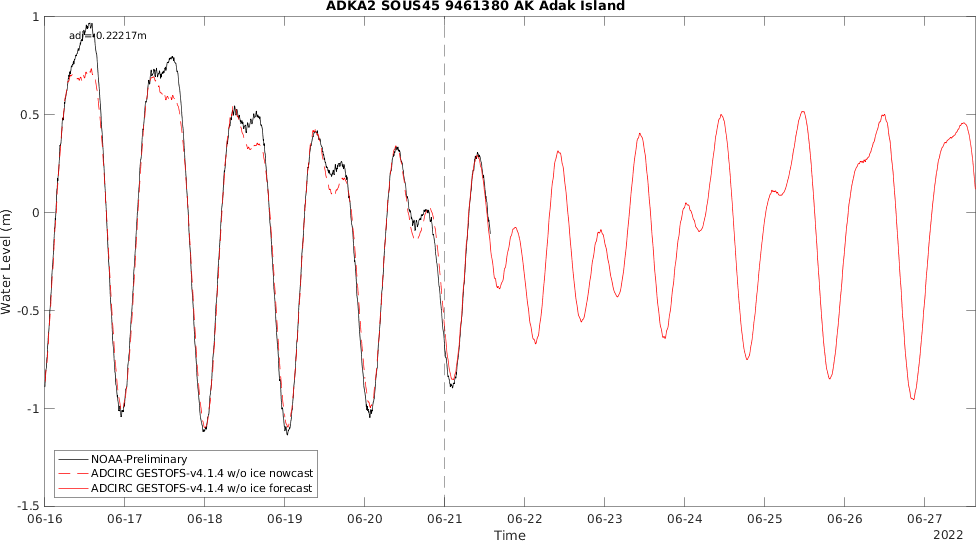 ADKA2 SOUS45 9461380 AK Adak Island
adj=-0.22217m
Water Level (m)
1
0.5
0
-0.5
-1
-1.5
NOAA-Preliminary
ADCIRC GESTOFS-v4.1.4 w/o ice nowcast
ADCIRC GESTOFS-v4.1.4 w/o ice forecast
06-16 06-17 06-18 06-19 06-20 06-21 06-22 06-23 06-24 06-25 06-26 06-27
Time
2022